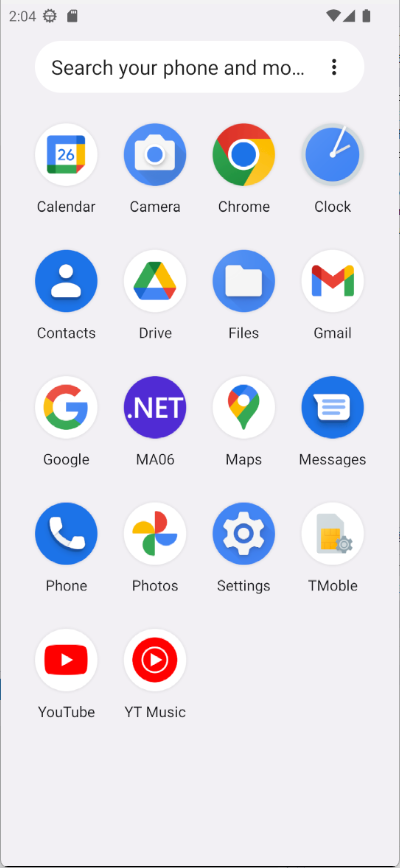 2:04
Search your phone and mo...
26
Calendar Camera Chrome Clock
Contacts Drive Files Gmail
.NET
Google MA06 Maps Messages
Phone Photos Settings TMoble
YouTube YT Music